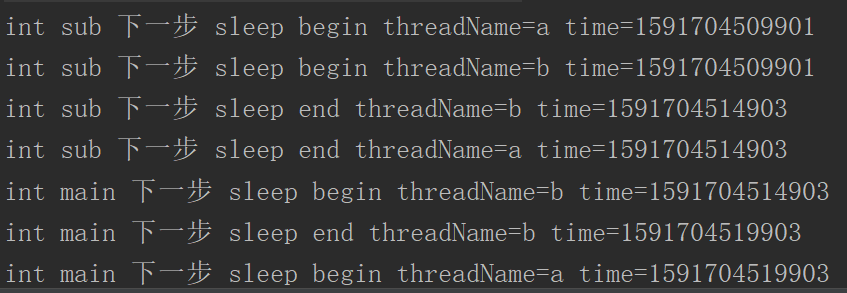 int sub 下一步 sleep begin threadName=a time=1591704509901
int sub 下一步 sleep begin threadName=b time=1591704509901
int sub 下一步 sleep end threadName=b time=1591704514903
int sub 下一步 sleep end threadName=a time=1591704514903
int main 下一步 sleep begin threadName=b time=1591704514903
int main 下一步 sleep end threadName=b time=1591704519903
int main 下一步 sleep begin threadName=a time=1591704519903